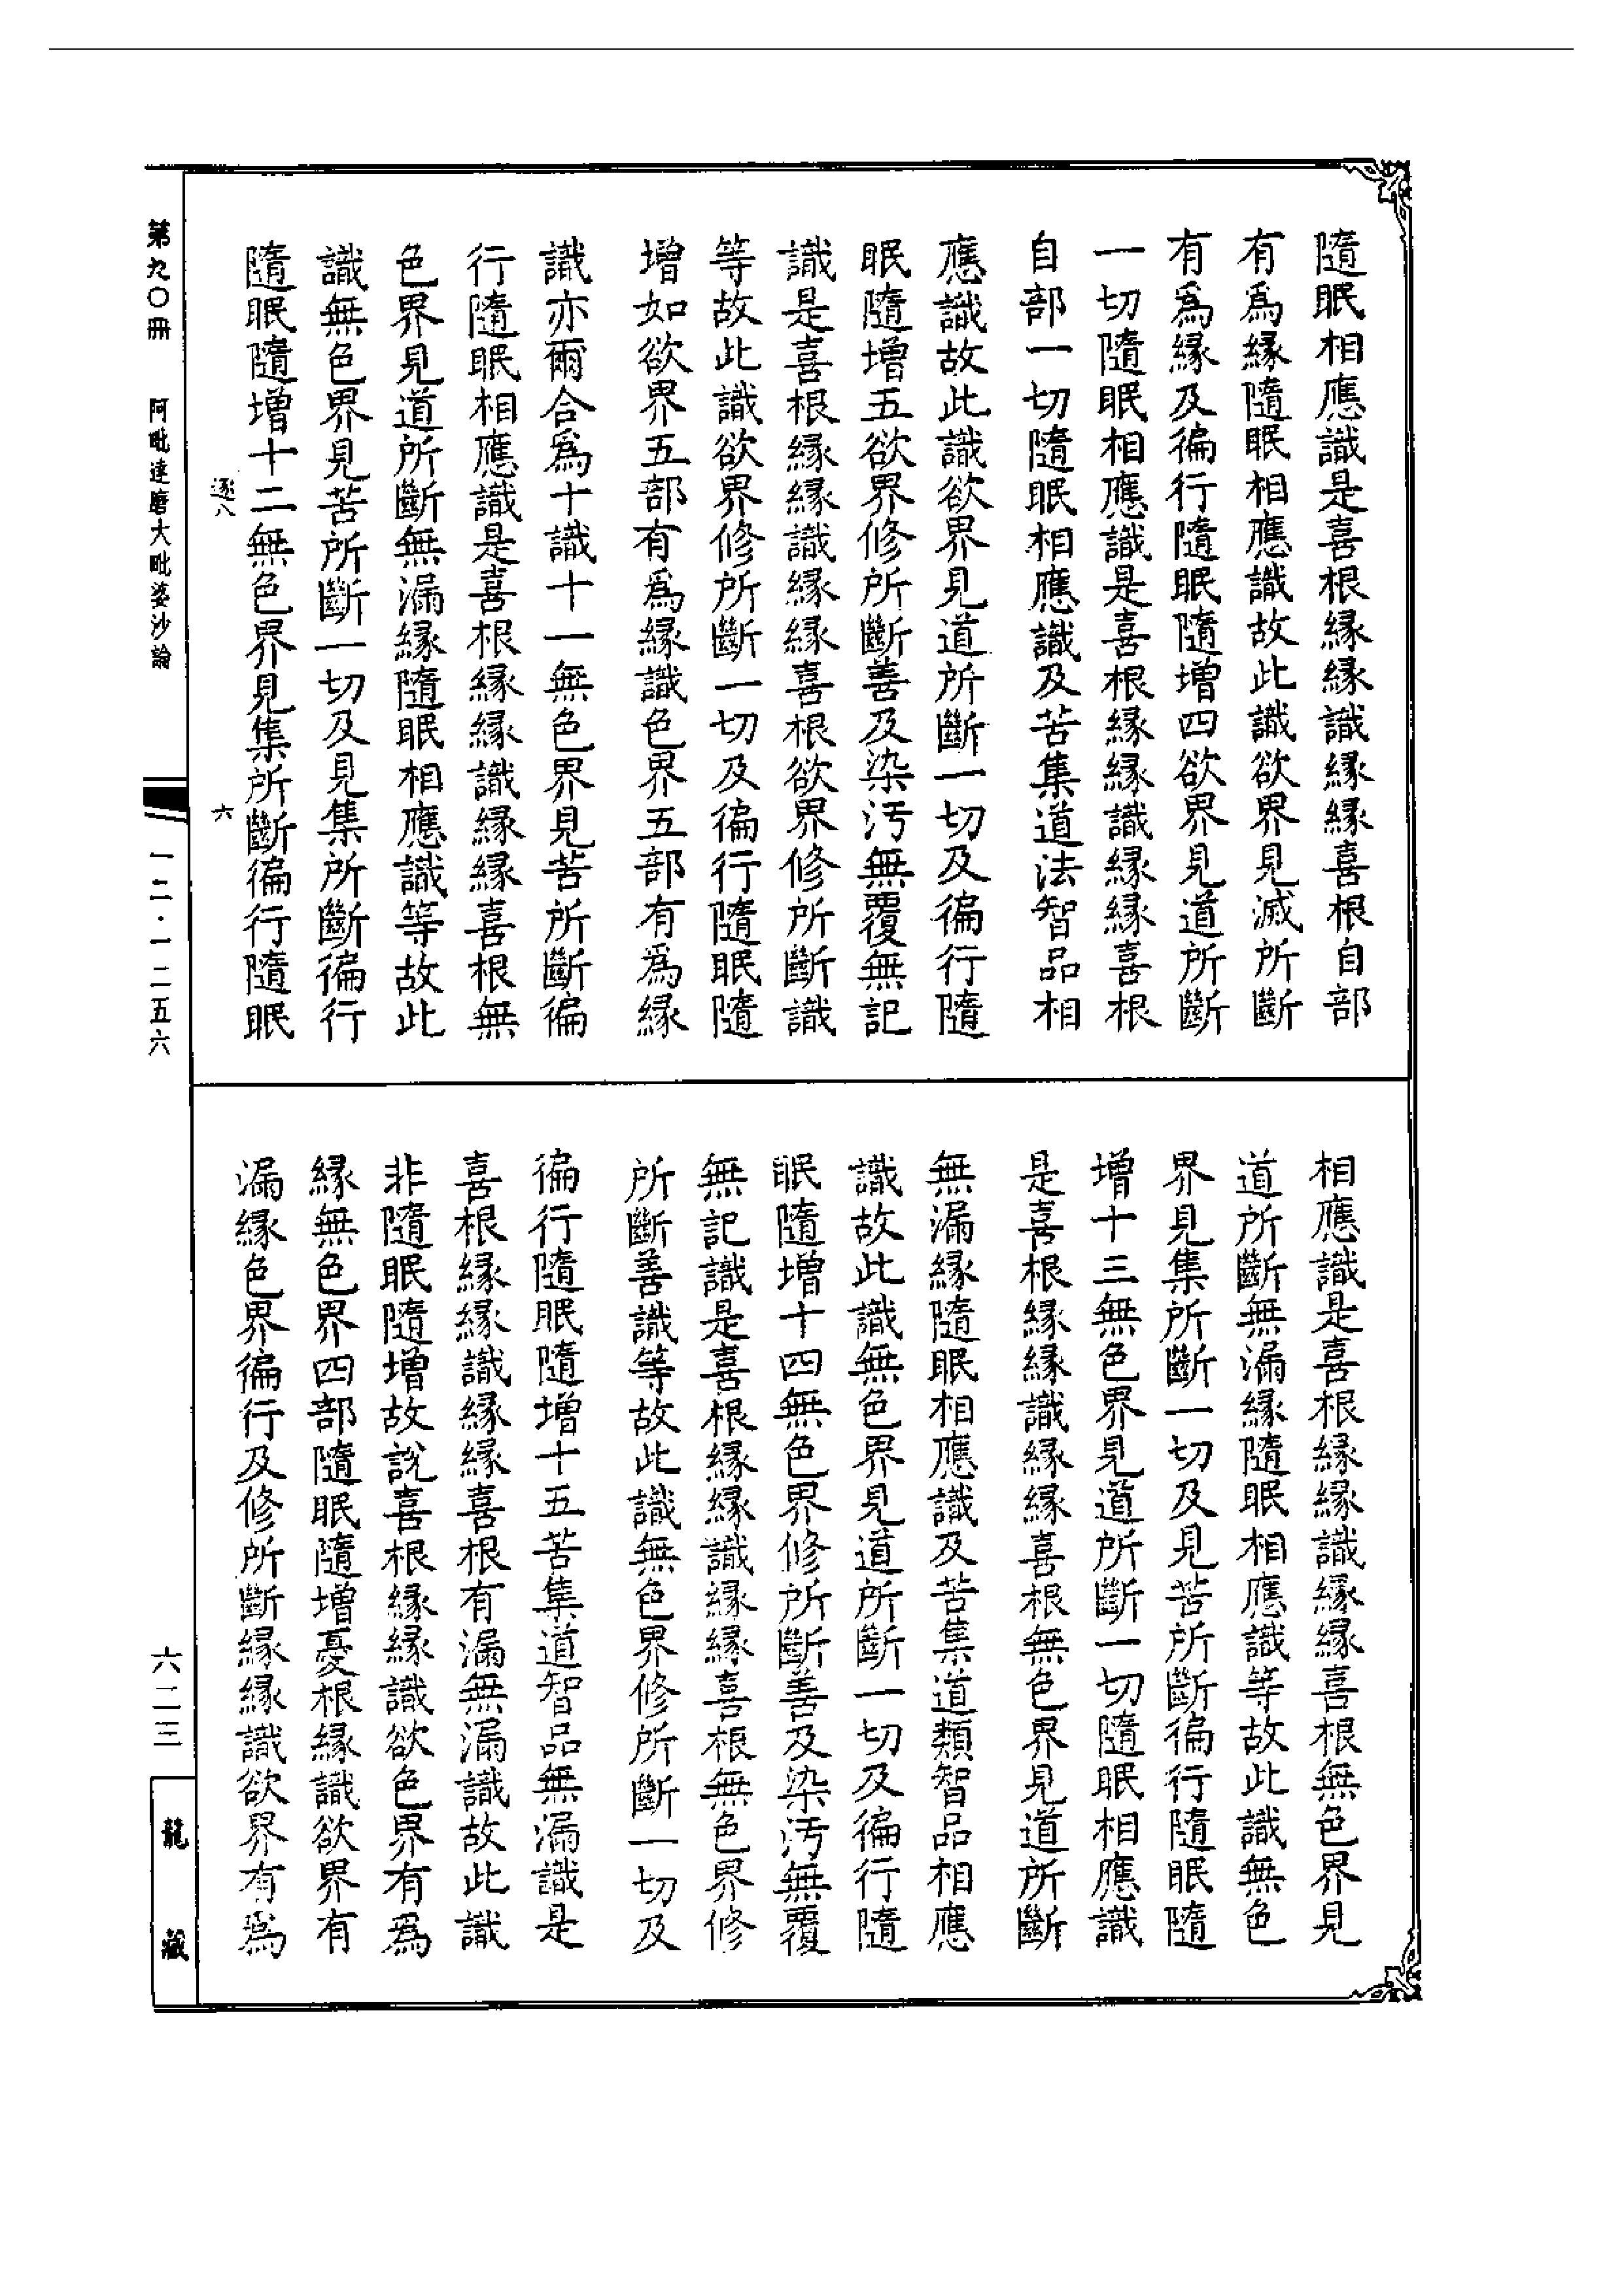 隨眠相應識是喜根緣緣識緣緣喜根自部
有爲緣隨眠相應識故此識欲界見滅所斷
有爲緣及徧行隨眠隨增四欲界見道所斷
一切隨眠相應識是喜根緣緣識緣緣喜根
自部一切隨眠相應識及苦集道法智品相
應識故此識欲界見道所斷一切及徧行隨
眠隨增五欲界修所斷善及染汚無覆無記
識是喜根緣緣識緣緣喜根欲界修所斷識
等故此識欲界修所斷一切及徧行隨眠隨
增如欲界五部有爲緣識色界五部有爲緣
識亦爾合爲十識十一無色界見苦所斷徧
行隨眠相應識是喜根緣緣識緣緣喜根無
色界見道所斷無漏緣隨眠相應識等故此
識無色界見苦所斷一切及見集所斷徧行
隨眠隨增十二無色界見集所斷徧行隨眠
相應識是喜根緣緣識緣緣喜根無色界見
道所斷無漏緣隨眠相應識等故此識無色
界見集所斷一切及見苦所斷徧行隨眠隨
增十三無色界見道所斷一切隨眠相應識
是喜根緣緣識緣緣喜根無色界見道所斷
無漏緣隨眠相應識及苦集道類智品相應
識故此識無色界見道所斷一切及徧行隨
眠隨增十四無色界修所斷善及染汚無覆
無記識是喜根緣緣識緣緣喜根無色界修
所斷善識等故此識無色界修所斷一切及
徧行隨眠隨增十五苦集道智品無漏識是
喜根緣緣識緣緣喜根有漏無漏識故此識
非隨眠隨增故說喜根緣緣識欲色界有爲
緣無色界四部隨眠隨增憂根緣識欲界有
漏緣色界徧行及修所斷緣緣識欲界有爲
逐八
六
第九〇冊
阿毗達磨大毗婆沙論
一二·一二五六
六二三
龍藏